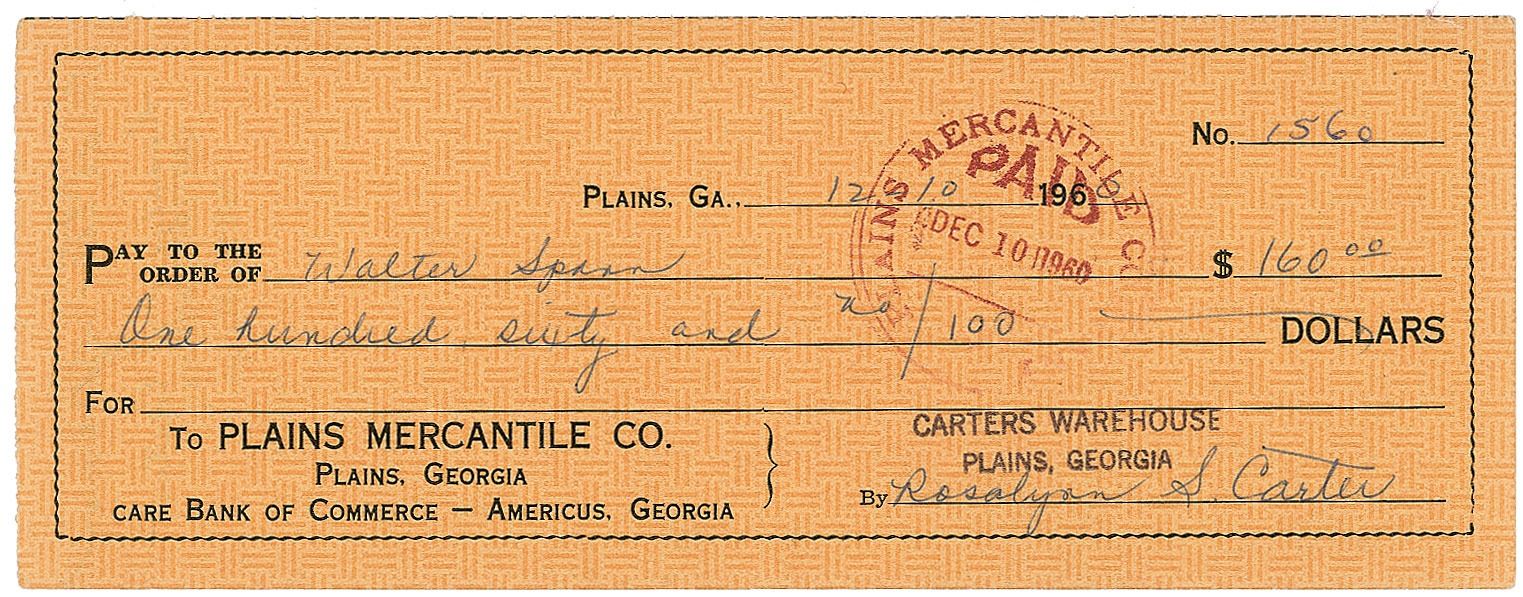 No. 1560
PLAINS, GA., 12-10 1960
PLAINS MERCANTILE CO.
PAID
DEC 10 1960
PAY TO THE ORDER OF Walter Spann $ 160 00
One hundred sixty and no/100 DOLLARS
FOR
TO PLAINS MERCANTILE CO.
PLAINS, GEORGIA
CARE BANK OF COMMERCE — AMERICUS, GEORGIA
CARTERS WAREHOUSE
PLAINS, GEORGIA
By Rosalynn S. Carter